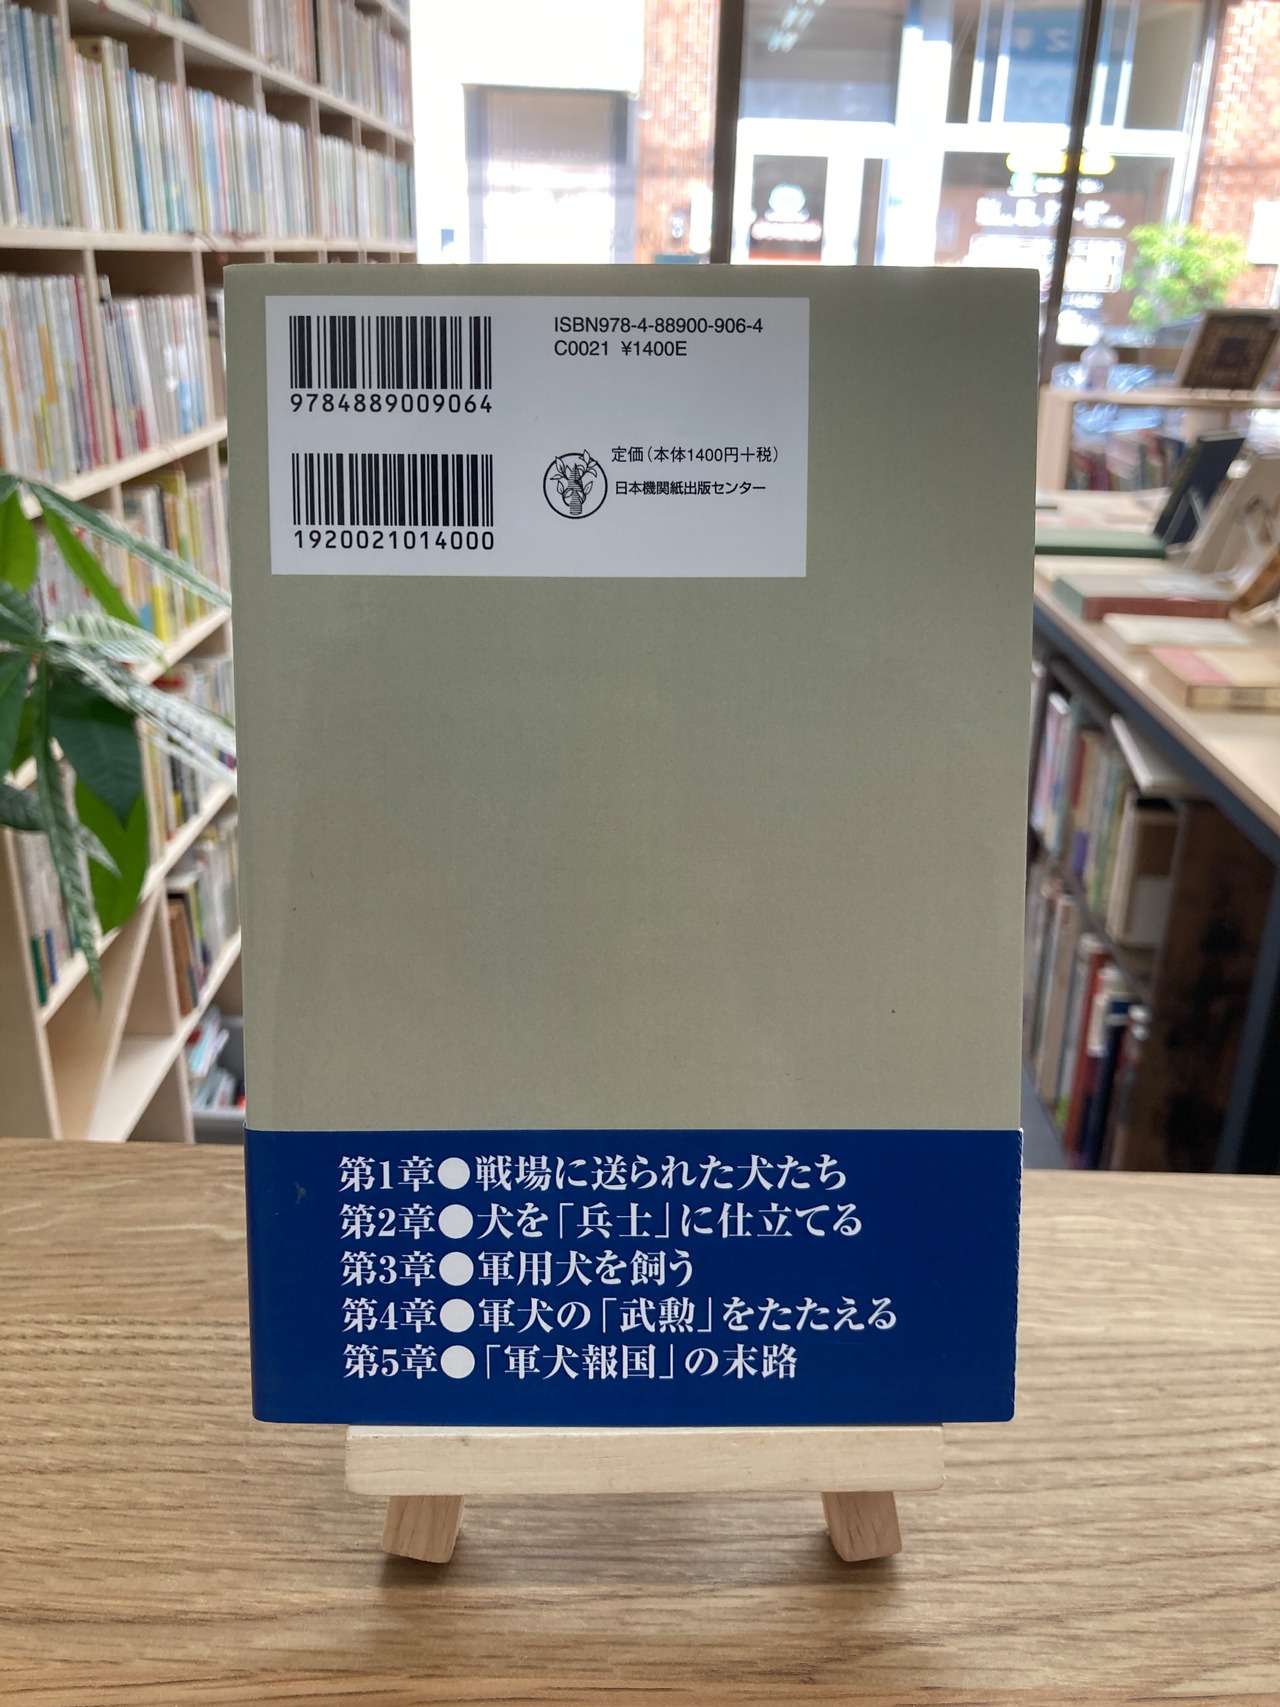 ISBN978-4-88900-906-4
C0021 ¥1400E
9784889009064
定価(本体1400円+税)
日本機関紙出版センター
1920021014000
第1章●戦場に送られた犬たち
第2章●犬を「兵士」に仕立てる
第3章●軍用犬を飼う
第4章●軍犬の「武勲」をたたえる
第5章●「軍犬報国」の末路